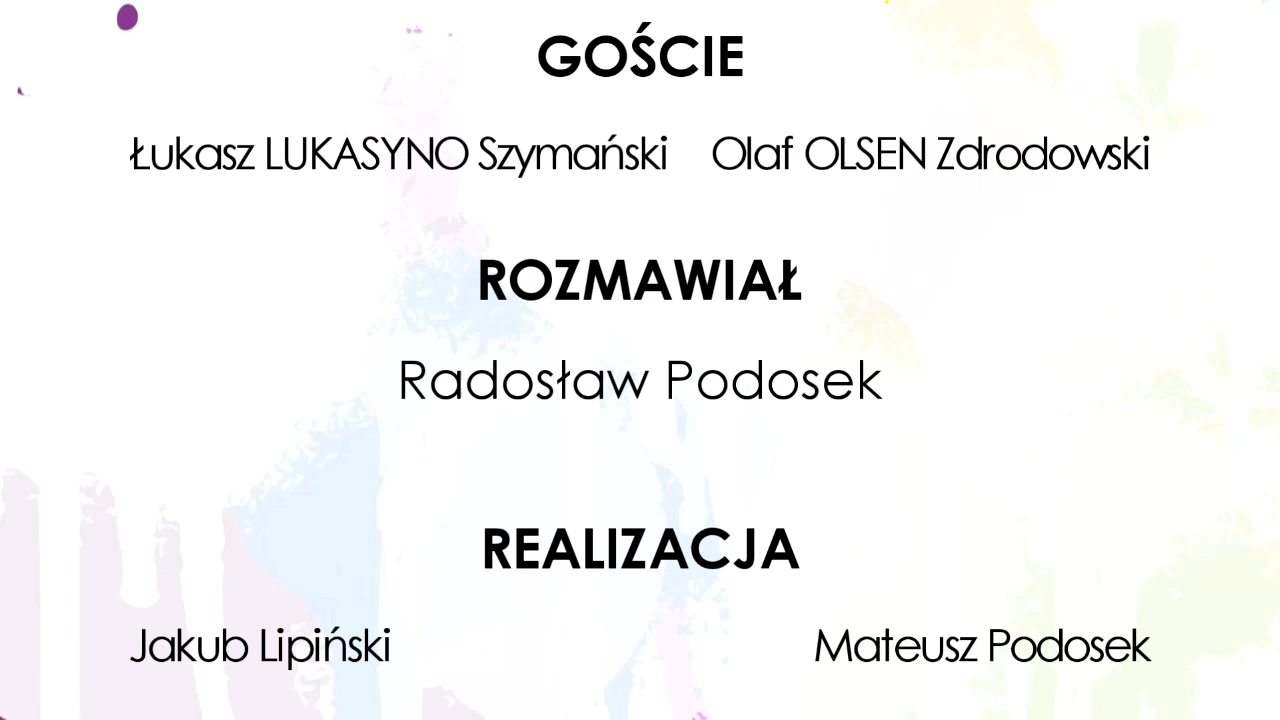 GOŚCIE
Łukasz LUKASYNO Szymański Olaf OLSEN Zdrodowski
ROZMAWIAŁ
Radosław Podosek
REALIZACJA
Jakub Lipiński Mateusz Podosek